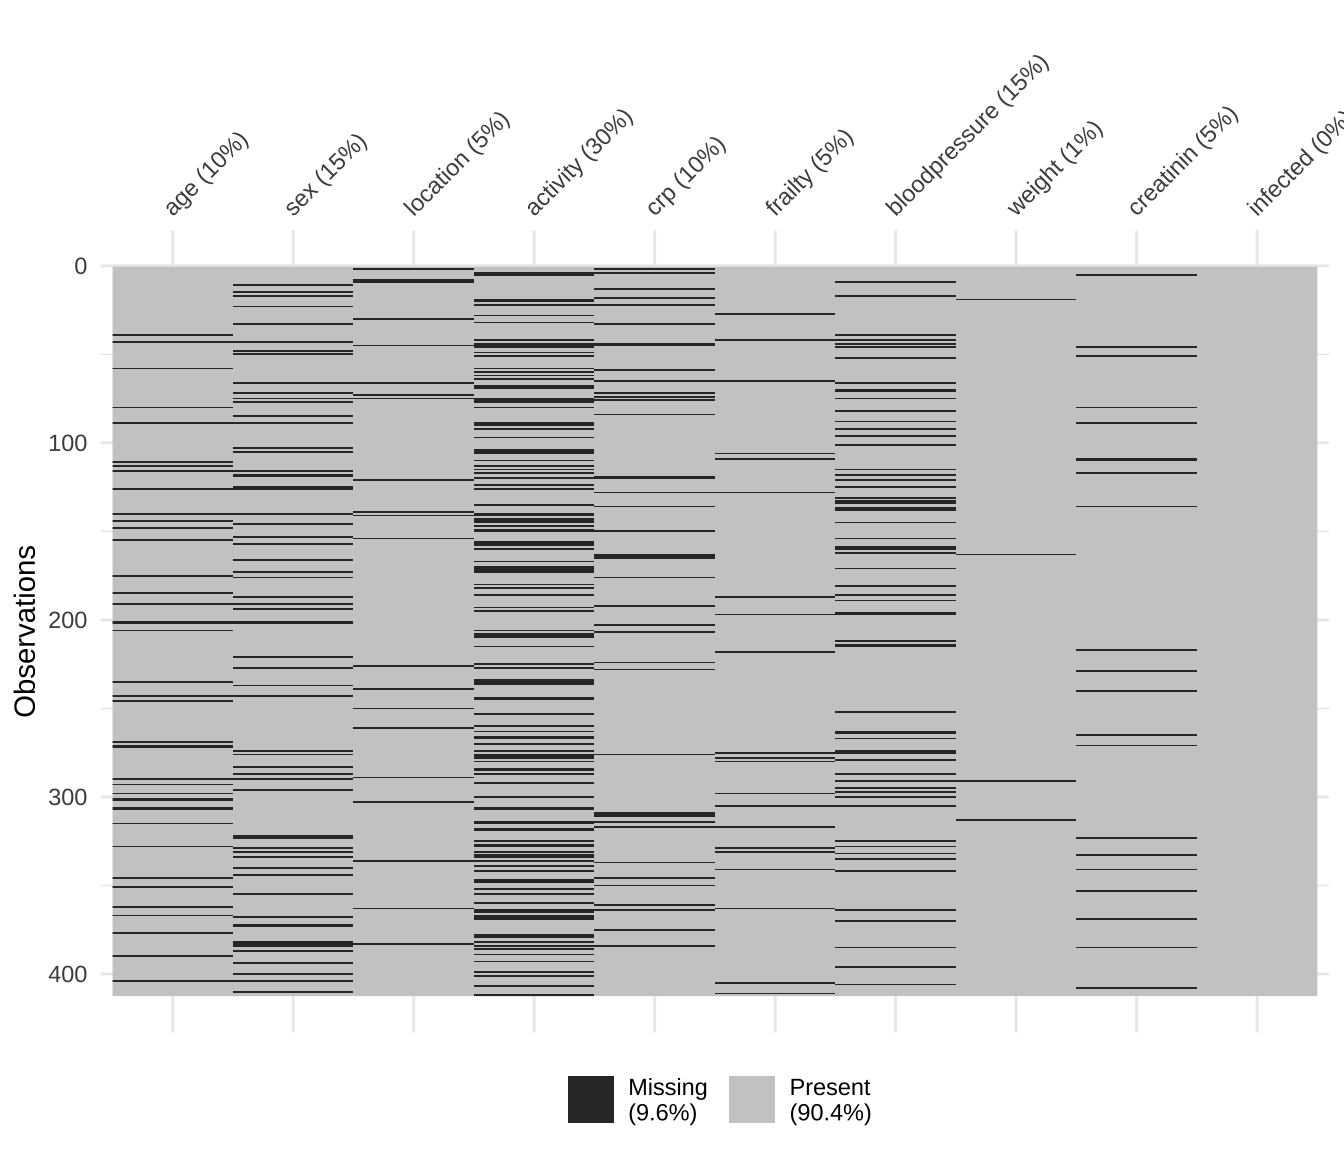 age (10%)
sex (15%)
location (5%)
activity (30%)
crp (10%)
frailty (5%)
bloodpressure (15%)
weight (1%)
creatinin (5%)
infected (0%
0
100
200
300
400
Observations
Missing
(9.6%)
Present
(90.4%)